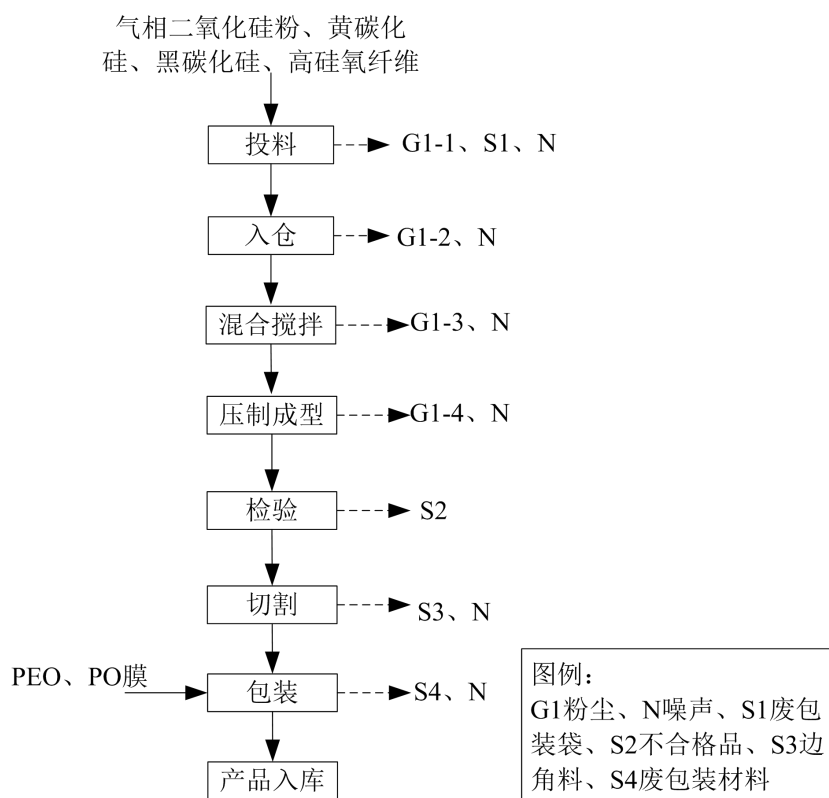 气相二氧化硅粉、黄碳化
硅、黑碳化硅、高硅氧纤维
投料
G1-1、S1、N
入仓
G1-2、N
混合搅拌
G1-3、N
压制成型
G1-4、N
检验
S2
切割
S3、N
PEO、PO膜
包装
S4、N
产品入库
图例：
G1粉尘、N噪声、S1废包
装袋、S2不合格品、S3边
角料、S4废包装材料